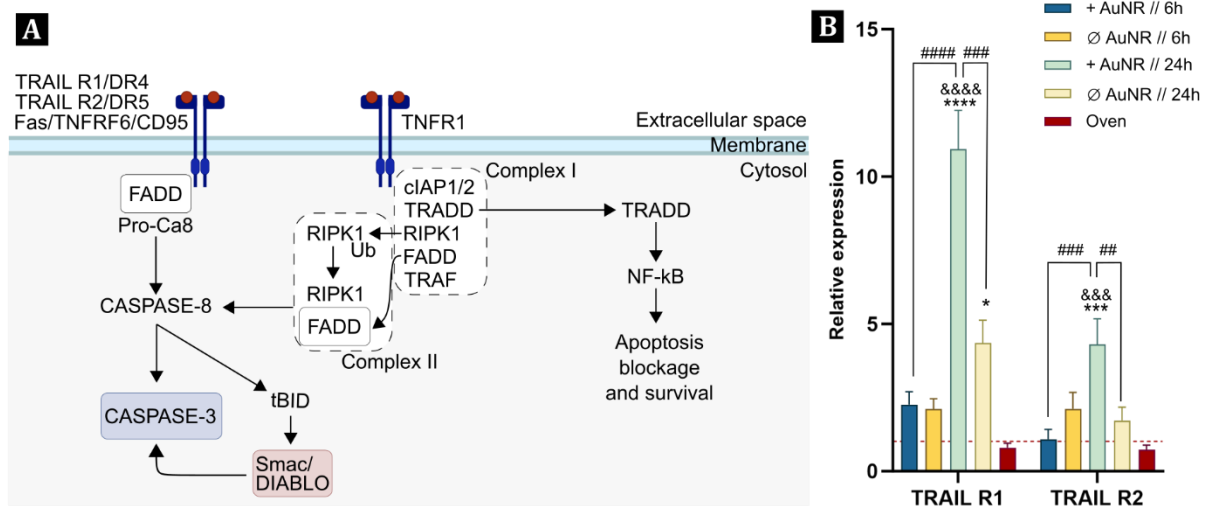 A
TRAIL R1/DR4
TRAIL R2/DR5
Fas/TNFRF6/CD95
TNFR1
Extracellular space
Membrane
Cytosol
Complex I
FADD
Pro-Ca8
cIAP1/2
TRADD
RIPK1
FADD
TRAF
TRADD
RIPK1
Ub
RIPK1
FADD
Complex II
NF-kB
CASPASE-8
Apoptosis
blockage
and survival
tBID
CASPASE-3
Smac/
DIABLO
B
+ AuNR // 6h
∅ AuNR // 6h
+ AuNR // 24h
∅ AuNR // 24h
Oven
Relative expression
15
10
5
0
#### ###
&&&&
****
*
### ##
&&&
***
TRAIL R1 TRAIL R2